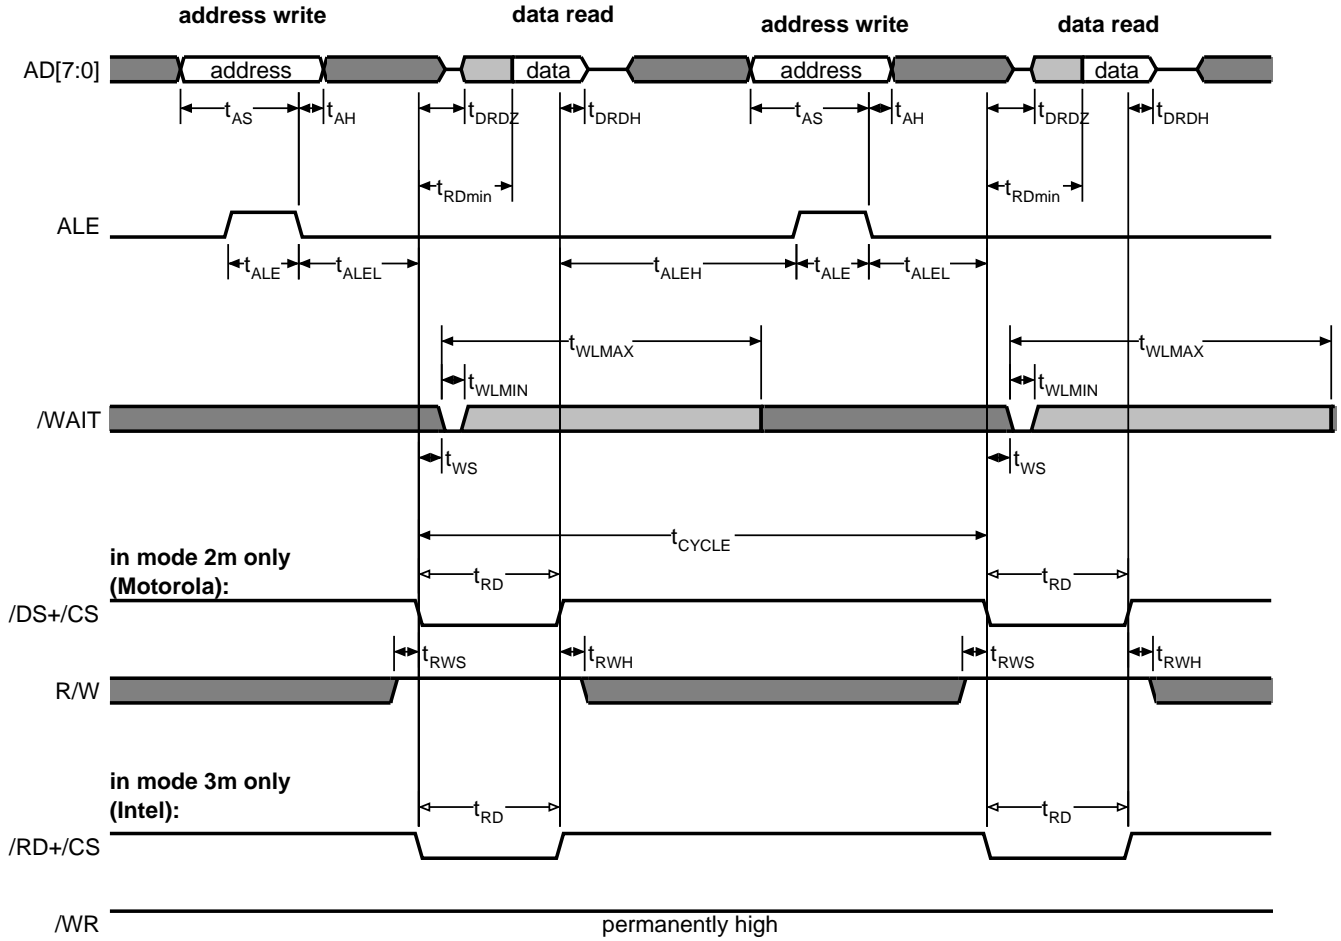 address write data read address write data read
AD[7:0] address data address data
tAS tAH tDRDZ tDRDH tAS tAH tDRDZ tDRDH
tRDmin tRDmin
ALE
tALE tALEL tALEH tALE tALEL
tWLMAX tWLMAX
tWLMIN tWLMIN
/WAIT
tWS tWS
tCYCLE
in mode 2m only
(Motorola):
tRD tRD
/DS+/CS
tRWS tRWH tRWS tRWH
R/W
in mode 3m only
(Intel):
tRD tRD
/RD+/CS
/WR permanently high